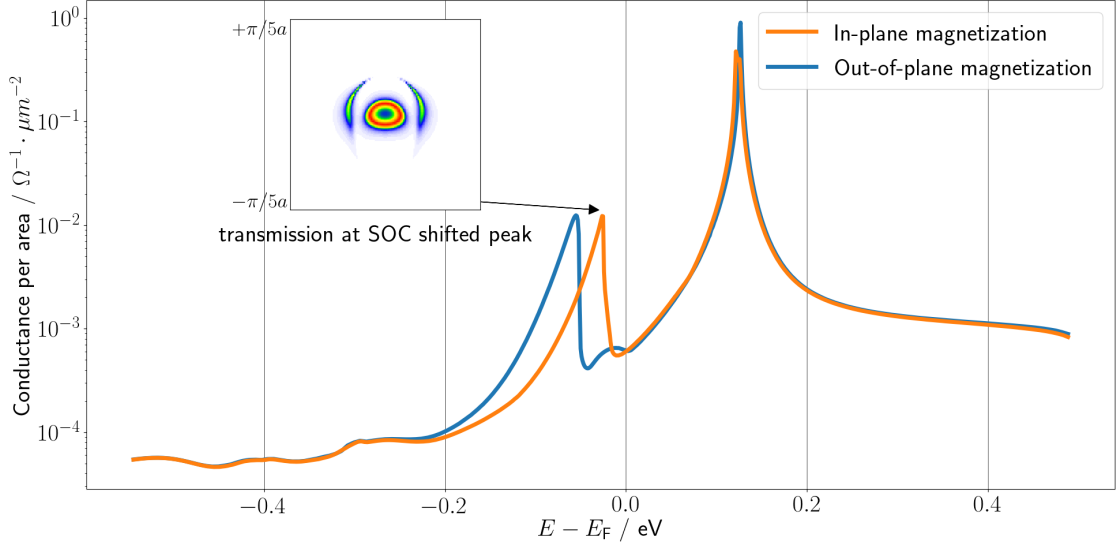 10⁰
10⁻¹
10⁻²
10⁻³
10⁻⁴
Conductance per area / Ω⁻¹ · μm⁻²
+π/5a
−π/5a
transmission at SOC shifted peak
In-plane magnetization
Out-of-plane magnetization
−0.4
−0.2
0.0
0.2
0.4
E − E_F / eV